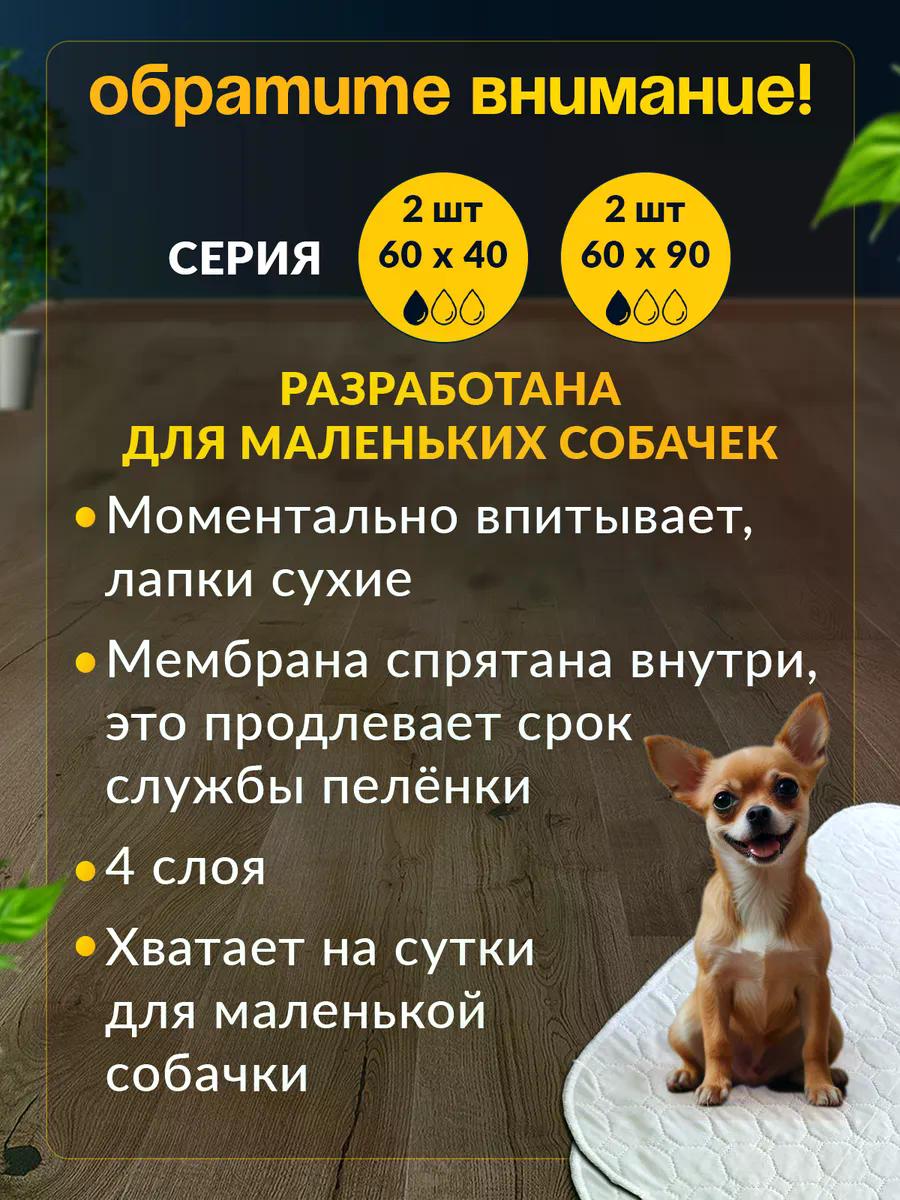 обратите внимание!
2 шт
60 х 40
2 шт
60 х 90
СЕРИЯ
РАЗРАБОТАНА
ДЛЯ МАЛЕНЬКИХ СОБАЧЕК
• Моментально впитывает,
лапки сухие
• Мембрана спрятана внутри,
это продлевает срок
службы пелёнки
• 4 слоя
• Хватает на сутки
для маленькой
собачки